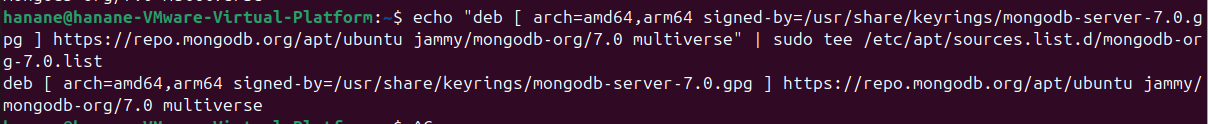 hanane@hanane-VMware-Virtual-Platform:~$ echo "deb [ arch=amd64,arm64 signed-by=/usr/share/keyrings/mongodb-server-7.0.g
pg ] https://repo.mongodb.org/apt/ubuntu jammy/mongodb-org/7.0 multiverse" | sudo tee /etc/apt/sources.list.d/mongodb-or
g-7.0.list
deb [ arch=amd64,arm64 signed-by=/usr/share/keyrings/mongodb-server-7.0.gpg ] https://repo.mongodb.org/apt/ubuntu jammy/
mongodb-org/7.0 multiverse